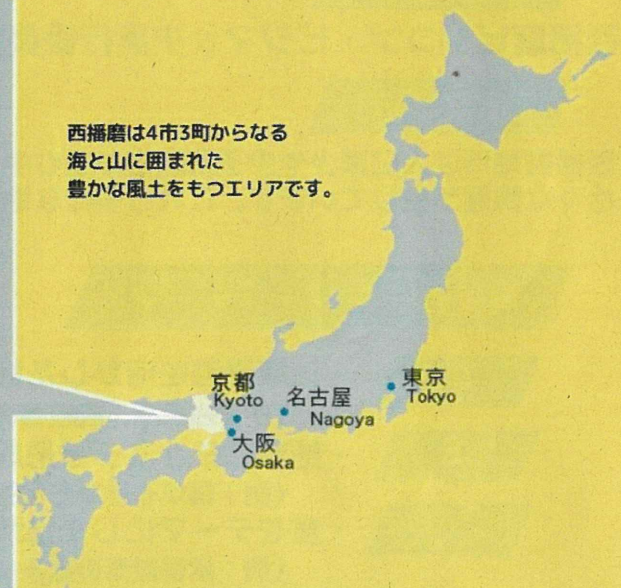 西播磨は4市3町からなる
海と山に囲まれた
豊かな風土をもつエリアです。
京都
Kyoto
名古屋
Nagoya
東京
Tokyo
大阪
Osaka